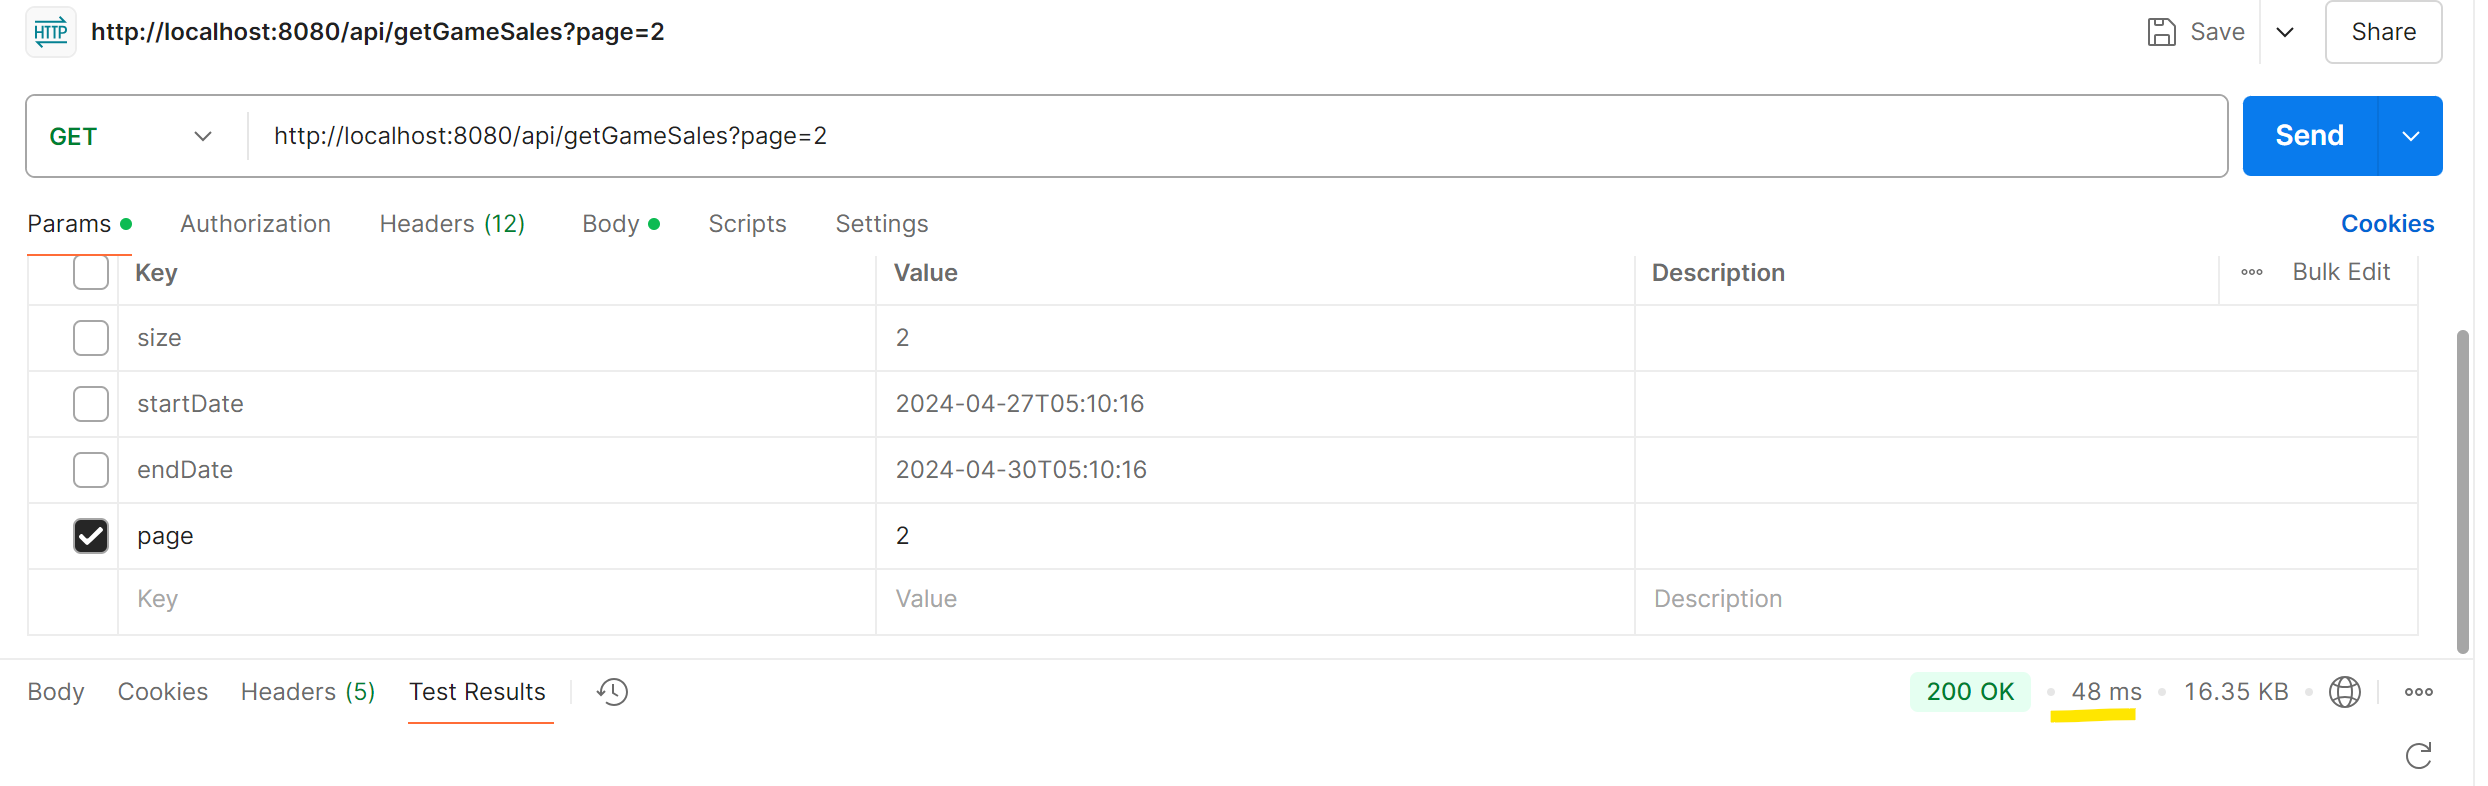 HTTP http://localhost:8080/api/getGameSales?page=2 Save Share
GET http://localhost:8080/api/getGameSales?page=2 Send
Params Authorization Headers (12) Body Scripts Settings Cookies
Key Value Description Bulk Edit
size 2
startDate 2024-04-27T05:10:16
endDate 2024-04-30T05:10:16
page 2
Key Value Description
Body Cookies Headers (5) Test Results 200 OK 48 ms 16.35 KB